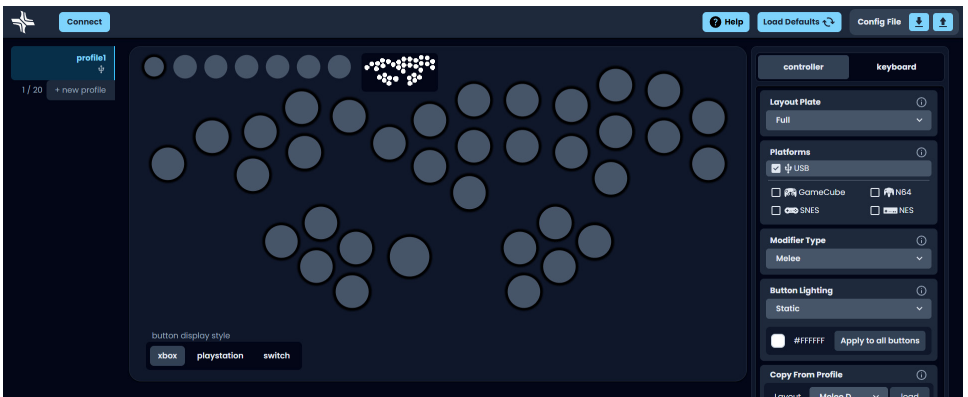 Connect
Help
Load Defaults
Config File
profile1
1 / 20
+ new profile
button display style
xbox
playstation
switch
controller
keyboard
Layout Plate
Full
Platforms
USB
GameCube
N64
SNES
NES
Modifier Type
Melee
Button Lighting
Static
#FFFFFF
Apply to all buttons
Copy From Profile
Layout
Melee D
load